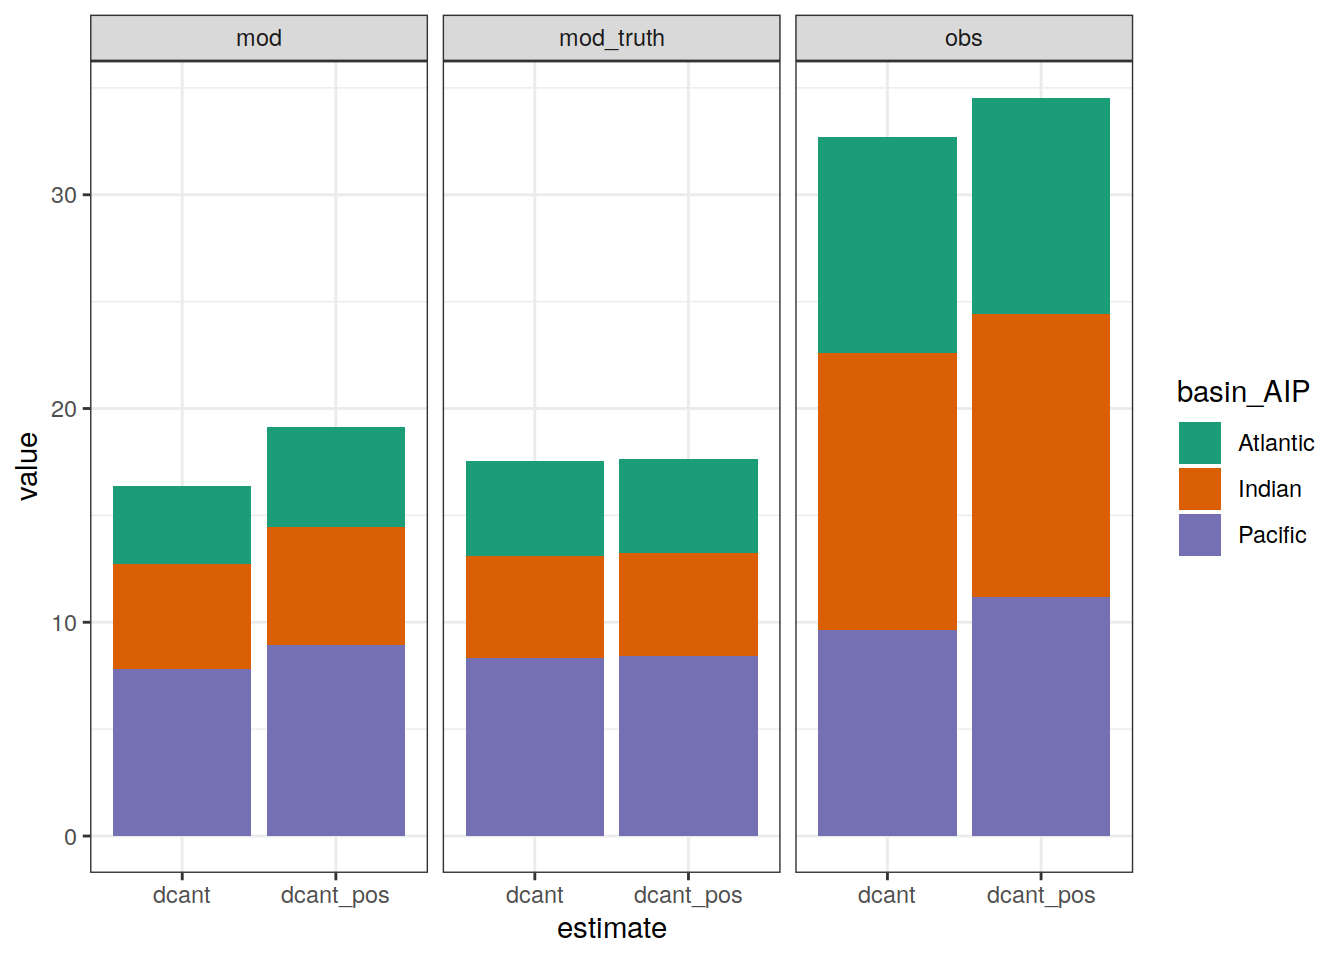 mod
mod_truth
obs
value
30
20
10
0
dcant
dcant_pos
dcant
dcant_pos
dcant
dcant_pos
estimate
basin_AIP
Atlantic
Indian
Pacific